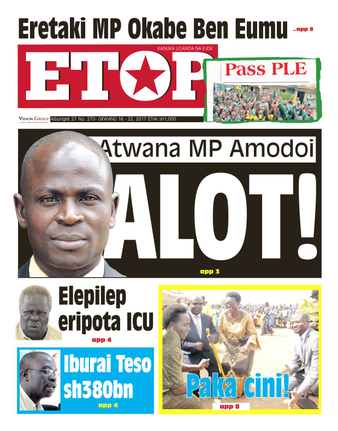 Eretaki MP Okabe Ben Eumu ..app 8
KANUKA UGANDA NA EJOK
ETOP
Pass PLE
VISION GROUP Aibunget 27 No. 270- OKWANG 16 - 22, 2017 ETIAI sh1,000
Atwana MP Amodoi
ALOT!
app 3
Elepilep
eripota ICU
app 4
Iburai Teso
sh380bn
app 4
Paka cini!
app 8